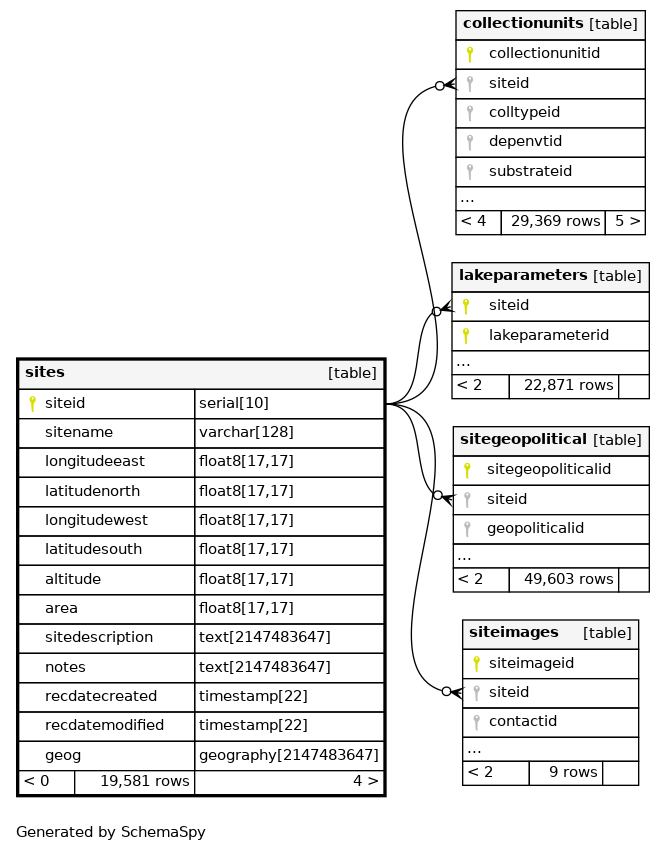 collectionunits [table]
collectionunitid
siteid
colltypeid
depenvtid
substrateid
...
< 4 29,369 rows 5 >
lakeparameters [table]
siteid
lakeparameterid
...
< 2 22,871 rows
sites [table]
siteid serial[10]
sitename varchar[128]
longitudeeast float8[17,17]
latitudenorth float8[17,17]
longitudewest float8[17,17]
latitudesouth float8[17,17]
altitude float8[17,17]
area float8[17,17]
sitedescription text[2147483647]
notes text[2147483647]
recdatecreated timestamp[22]
recdatemodified timestamp[22]
geog geography[2147483647]
< 0 19,581 rows 4 >
sitegeopolitical [table]
sitegeopoliticalid
siteid
geopoliticalid
...
< 2 49,603 rows
siteimages [table]
siteimageid
siteid
contactid
...
< 2 9 rows
Generated by SchemaSpy